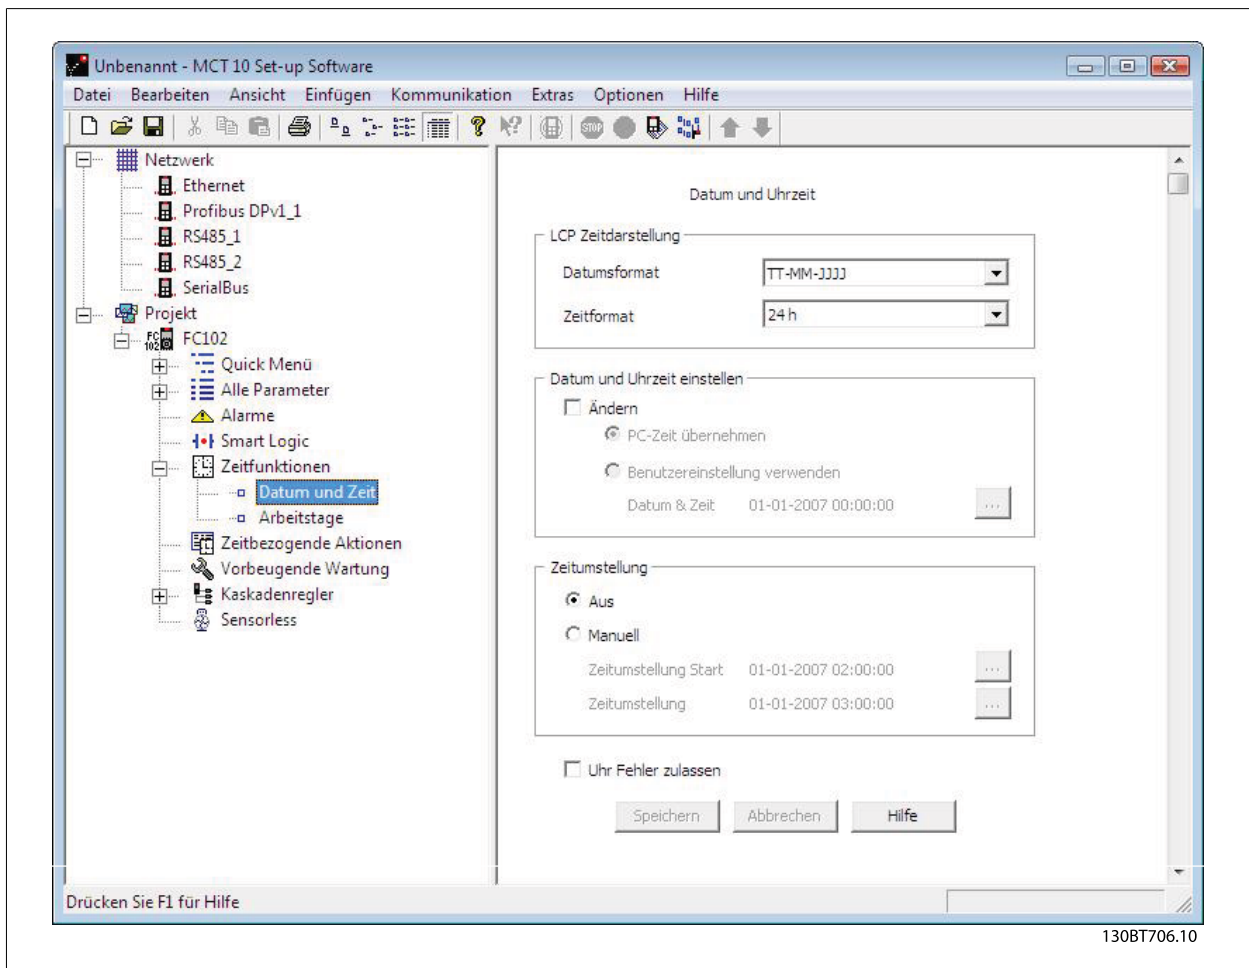 Unbenannt - MCT 10 Set-up Software
Datei Bearbeiten Ansicht Einfügen Kommunikation Extras Optionen Hilfe
STOP
Netzwerk
Ethernet
Profibus DPv1_1
RS485_1
RS485_2
SerialBus
Projekt
FC 102
FC102
Quick Menü
Alle Parameter
Alarme
Smart Logic
Zeitfunktionen
Datum und Zeit
Arbeitstage
Zeitbezogende Aktionen
Vorbeugende Wartung
Kaskadenregler
Sensorless
Datum und Uhrzeit
LCP Zeitdarstellung
Datumsformat TT-MM-JJJJ
Zeitformat 24 h
Datum und Uhrzeit einstellen
Ändern
PC-Zeit übernehmen
Benutzereinstellung verwenden
Datum & Zeit 01-01-2007 00:00:00 ...
Zeitumstellung
Aus
Manuell
Zeitumstellung Start 01-01-2007 02:00:00 ...
Zeitumstellung 01-01-2007 03:00:00 ...
Uhr Fehler zulassen
Speichern Abbrechen Hilfe
Drücken Sie F1 für Hilfe
130BT706.10